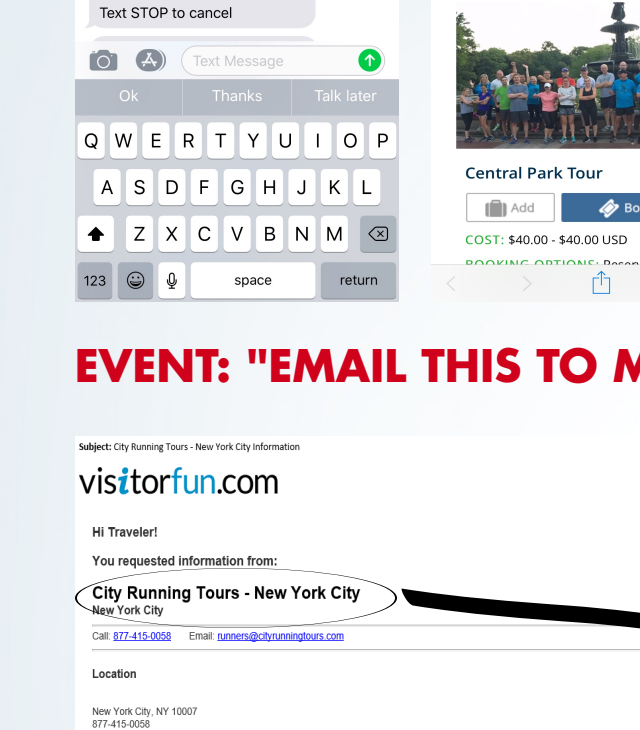 Text STOP to cancel
Text Message
Ok Thanks Talk later
Q W E R T Y U I O P
A S D F G H J K L
Z X C V B N M
123 space return
Central Park Tour
Add
COST: $40.00 - $40.00 USD
BOOKING OPTIONS:
EVENT: "EMAIL THIS TO
Subject: City Running Tours - New York City Information
visitorfun.com
Hi Traveler!
You requested information from:
City Running Tours - New York City
New York City
Call: 877-415-0058 Email: runners@cityrunningtours.com
Location
New York City, NY 10007
877-415-0058